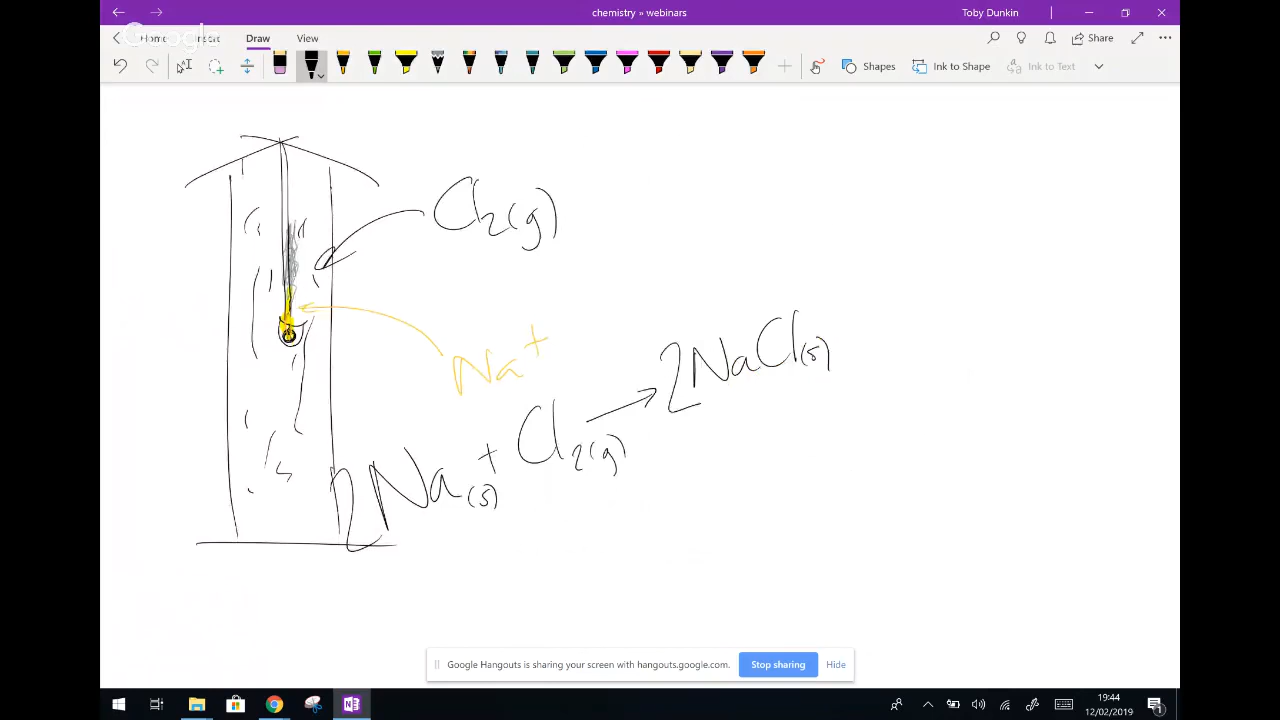 chemistry » webinars
Toby Dunkin
Google
Home Insert Draw View
Share
Shapes Ink to Shape Ink to Text
Cl2(g)
Na+
2NaCl(s)
2Na(s) + Cl2(g) →
Google Hangouts is sharing your screen with hangouts.google.com. Stop sharing Hide
19:44
12/02/2019